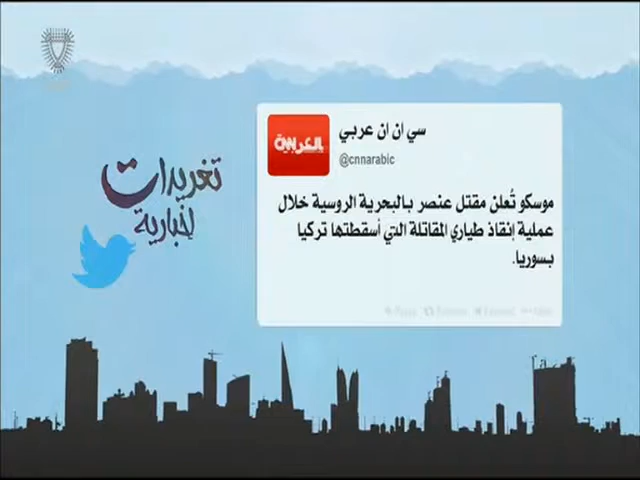 تغريدات
إخبارية
سي ان ان عربي
@cnnarabic
موسكو تُعلن مقتل عنصر بالبحرية الروسية خلال
عملية إنقاذ طياري المقاتلة التي أسقطتها تركيا
بسوريا.